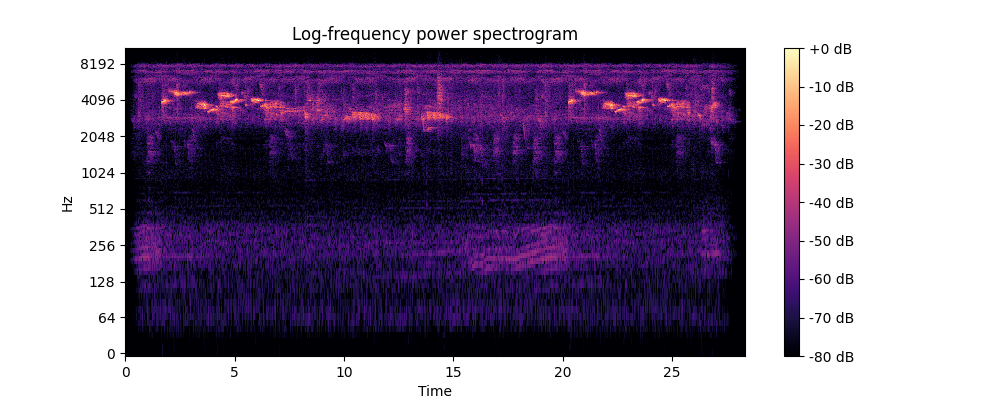 Log-frequency power spectrogram
Hz
8192
4096
2048
1024
512
256
128
64
0
0 5 10 15 20 25
Time
+0 dB
-10 dB
-20 dB
-30 dB
-40 dB
-50 dB
-60 dB
-70 dB
-80 dB